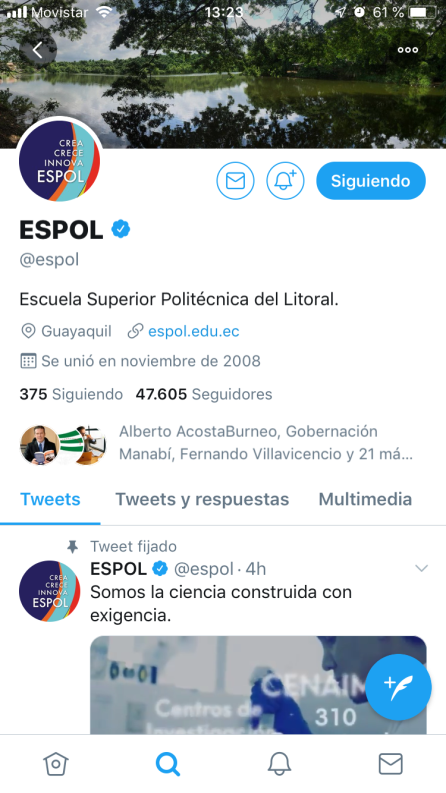 Movistar 13:23 61 %
CREA
CRECE
INNOVA
ESPOL
Siguiendo
ESPOL
@espol
Escuela Superior Politécnica del Litoral.
Guayaquil espol.edu.ec
Se unió en noviembre de 2008
375 Siguiendo 47.605 Seguidores
Alberto AcostaBurneo, Gobernación
Manabí, Fernando Villavicencio y 21 má...
Tweets Tweets y respuestas Multimedia
Tweet fijado
ESPOL @espol · 4h
CREA
CRECE
INNOVA
ESPOL
Somos la ciencia construida con
exigencia.
CENAIM
310
Centros de
Investigación